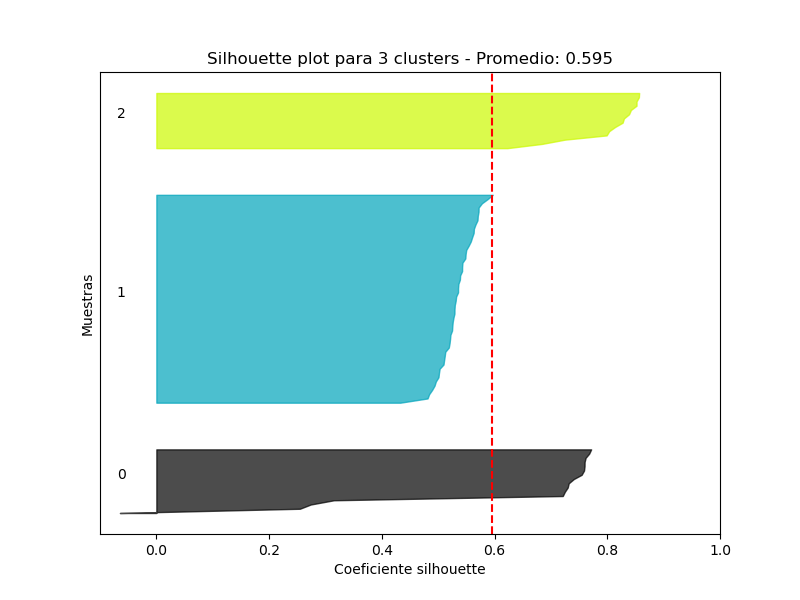 Silhouette plot para 3 clusters - Promedio: 0.595
2
1
0
Muestras
0.0 0.2 0.4 0.6 0.8 1.0
Coeficiente silhouette